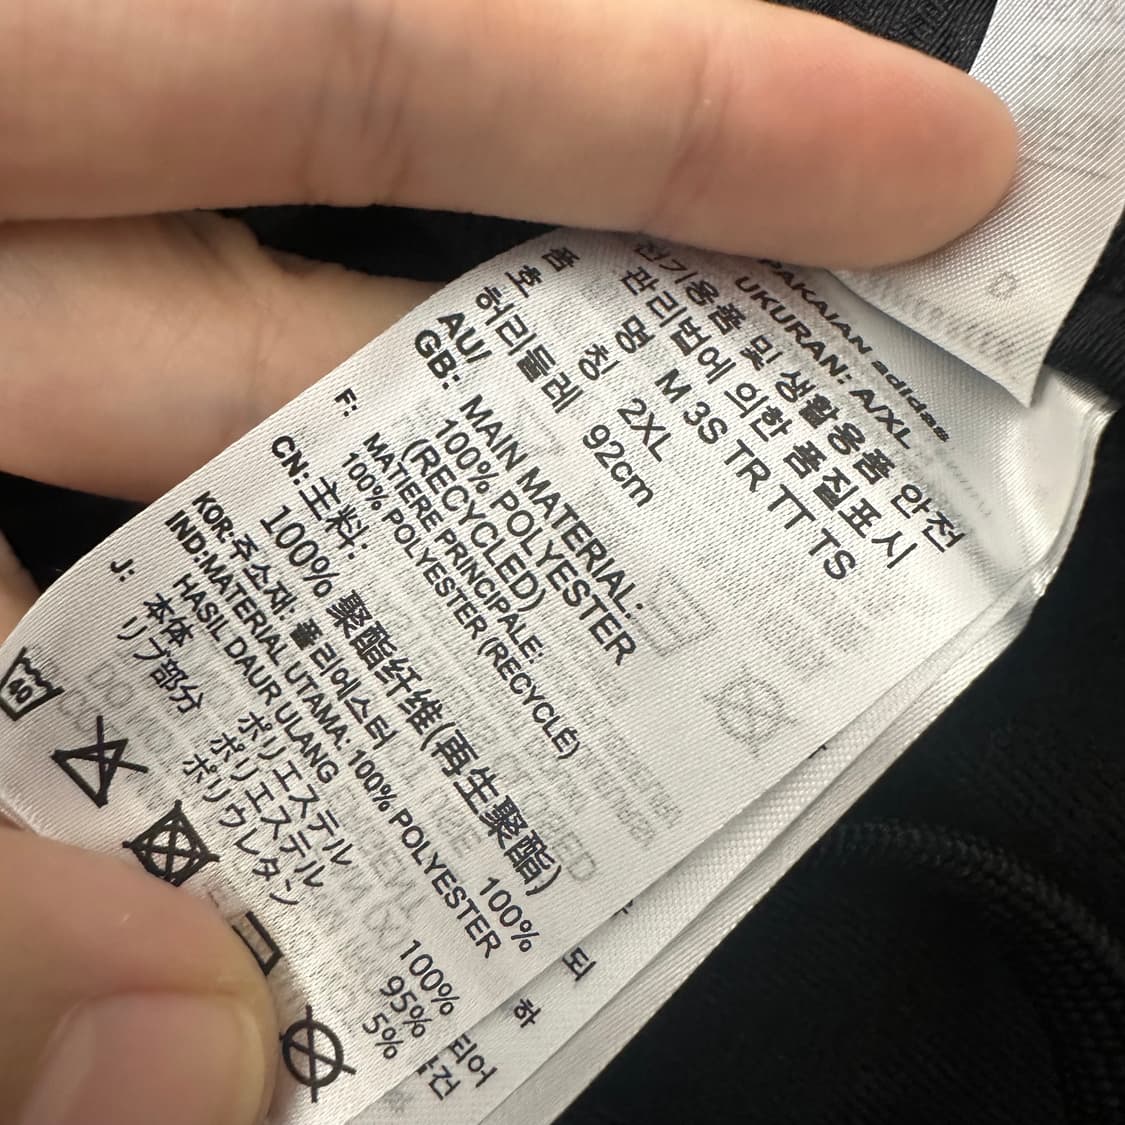 PAKAIAN adidas
UKURAN: A/XL
전기용품 및 생활용품 안전
관리법에 의한 품질표시
품 명 M 3S TR TT TS
호 칭 2XL
허리둘레 92cm
AU/
GB: MAIN MATERIAL:
100% POLYESTER
(RECYCLED)
F: MATIERE PRINCIPALE:
100% POLYESTER (RECYCLÉ)
CN: 主料:
100% 聚酯纤维(再生聚酯)
KOR:주소재: 폴리에스터 100%
IND:MATERIAL UTAMA: 100% POLYESTER
HASIL DAUR ULANG
J: 本体 ポリエステル 100%
リブ部分 ポリエステル 95%
ポリウレタン 5%
40